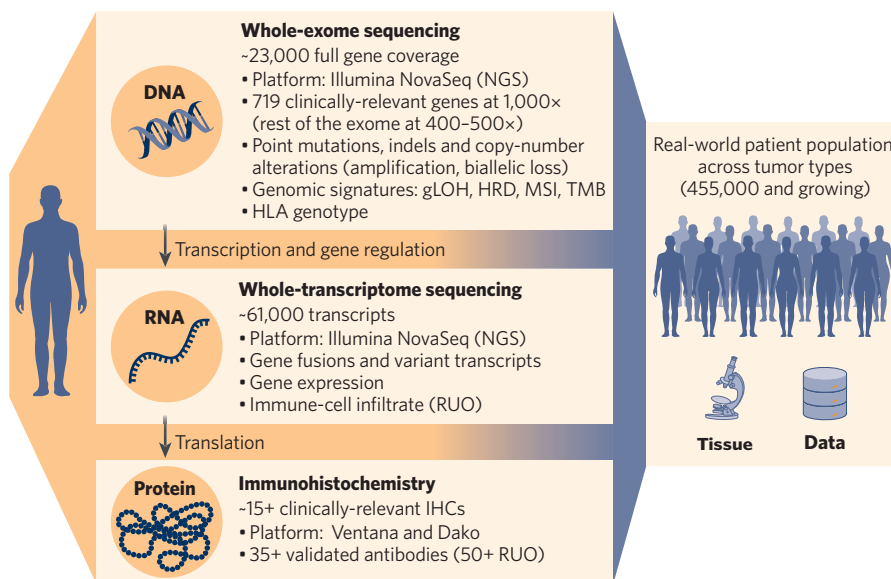 Whole-exome sequencing
~23,000 full gene coverage
• Platform: Illumina NovaSeq (NGS)
• 719 clinically-relevant genes at 1,000×
(rest of the exome at 400–500×)
• Point mutations, indels and copy-number
alterations (amplification, biallelic loss)
• Genomic signatures: gLOH, HRD, MSI, TMB
• HLA genotype
DNA
Transcription and gene regulation
Whole-transcriptome sequencing
~61,000 transcripts
• Platform: Illumina NovaSeq (NGS)
• Gene fusions and variant transcripts
• Gene expression
• Immune-cell infiltrate (RUO)
RNA
Translation
Immunohistochemistry
~15+ clinically-relevant IHCs
• Platform: Ventana and Dako
• 35+ validated antibodies (50+ RUO)
Protein
Real-world patient population
across tumor types
(455,000 and growing)
Tissue
Data